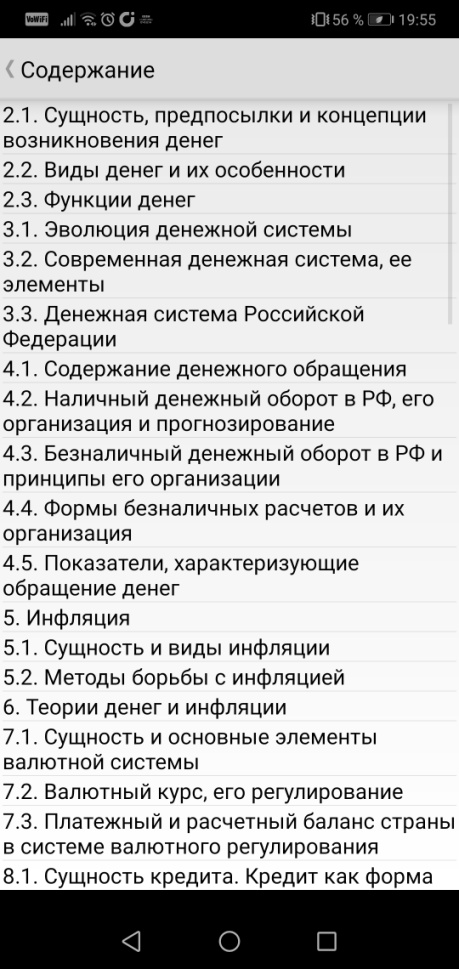 VoWiFi 56 % 19:55
Содержание
2.1. Сущность, предпосылки и концепции
возникновения денег
2.2. Виды денег и их особенности
2.3. Функции денег
3.1. Эволюция денежной системы
3.2. Современная денежная система, ее
элементы
3.3. Денежная система Российской
Федерации
4.1. Содержание денежного обращения
4.2. Наличный денежный оборот в РФ, его
организация и прогнозирование
4.3. Безналичный денежный оборот в РФ и
принципы его организации
4.4. Формы безналичных расчетов и их
организация
4.5. Показатели, характеризующие
обращение денег
5. Инфляция
5.1. Сущность и виды инфляции
5.2. Методы борьбы с инфляцией
6. Теории денег и инфляции
7.1. Сущность и основные элементы
валютной системы
7.2. Валютный курс, его регулирование
7.3. Платежный и расчетный баланс страны
в системе валютного регулирования
8.1. Сущность кредита. Кредит как форма